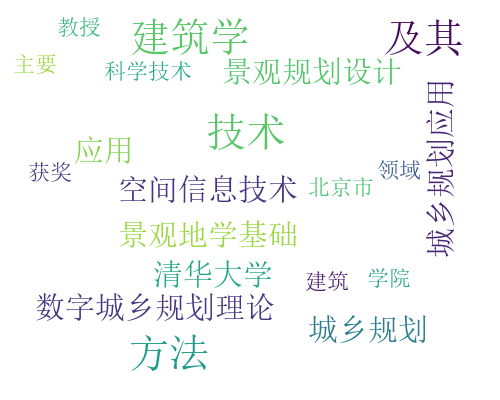 教授
建筑学
及其
主要
科学技术
景观规划设计
城乡规划应用
技术
应用
获奖
空间信息技术
北京市
领域
景观地学基础
清华大学
建筑
学院
数字城乡规划理论
城乡规划
方法